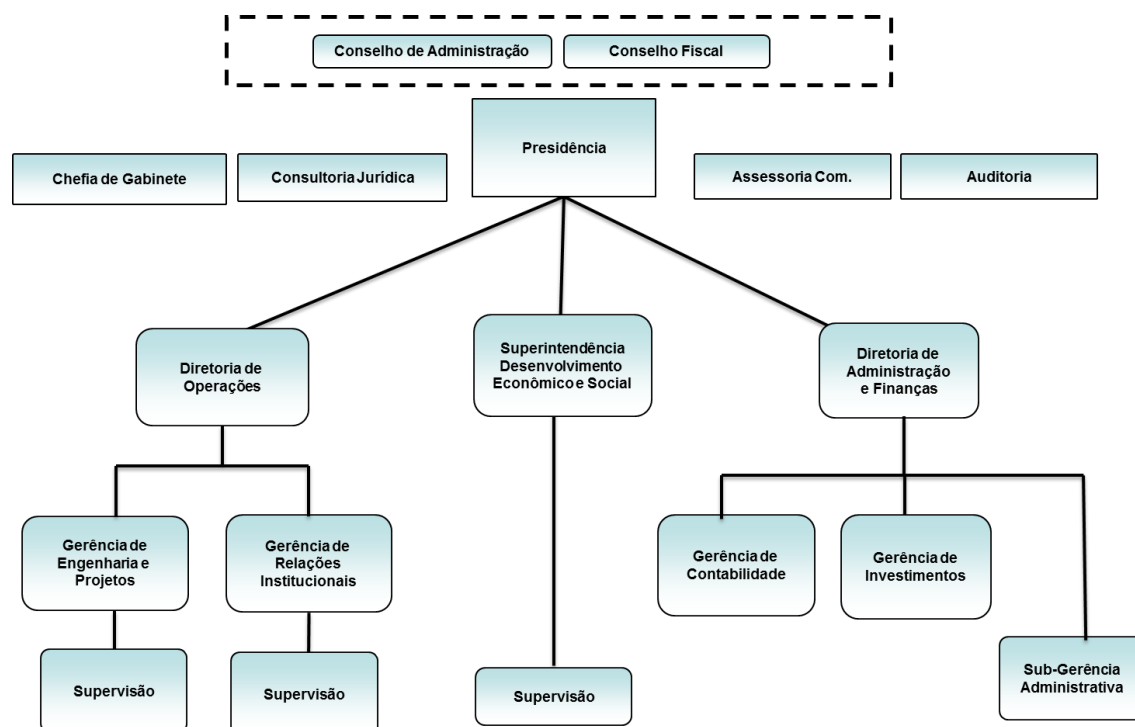 Conselho de Administração
Conselho Fiscal
Presidência
Chefia de Gabinete
Consultoria Jurídica
Assessoria Com.
Auditoria
Diretoria de
Operações
Superintendência
Desenvolvimento
Econômico e Social
Diretoria de
Administração
e Finanças
Gerência de
Engenharia e
Projetos
Gerência de
Relações
Institucionais
Gerência de
Contabilidade
Gerência de
Investimentos
Supervisão
Supervisão
Supervisão
Sub-Gerência
Administrativa